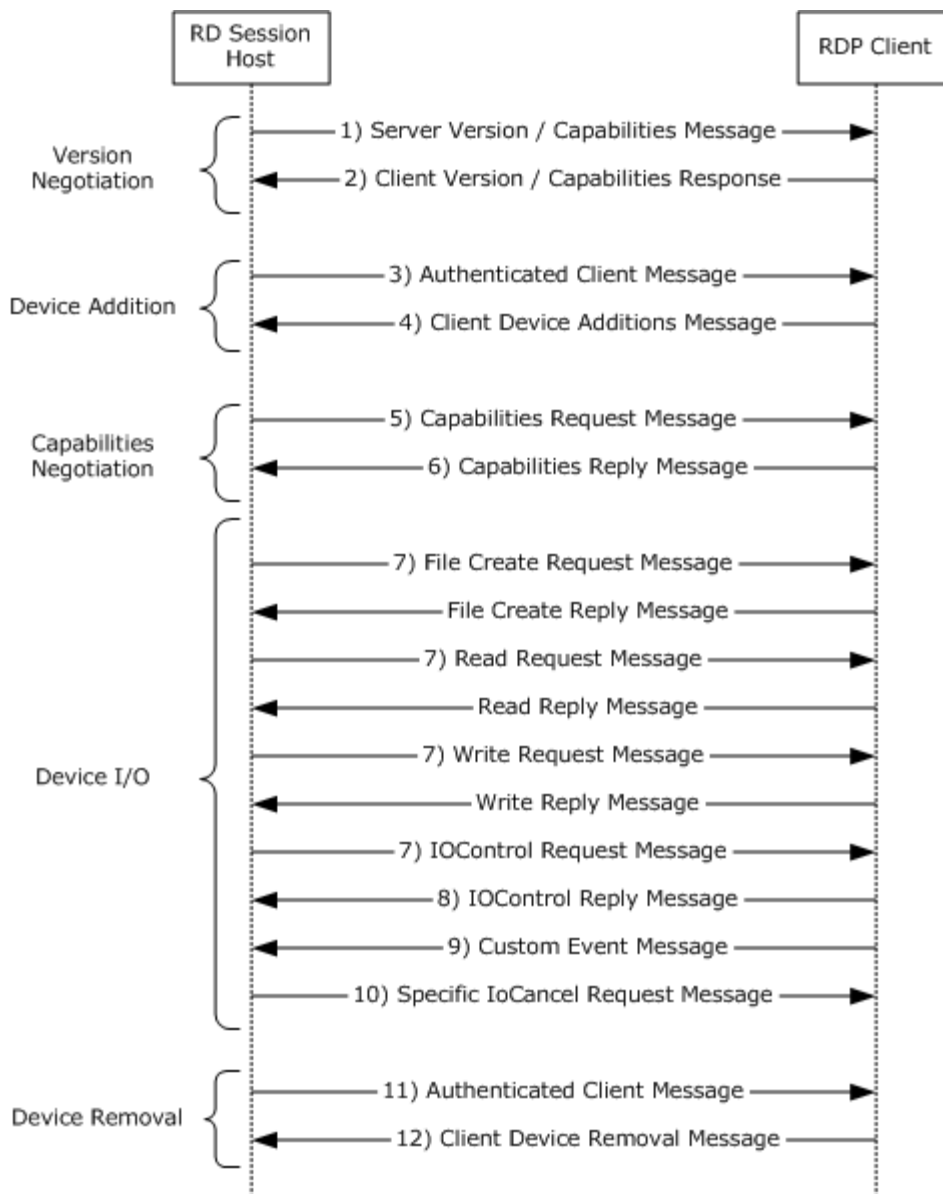 RD Session
Host
RDP Client
Version
Negotiation
1) Server Version / Capabilities Message
2) Client Version / Capabilities Response
Device Addition
3) Authenticated Client Message
4) Client Device Additions Message
Capabilities
Negotiation
5) Capabilities Request Message
6) Capabilities Reply Message
Device I/O
7) File Create Request Message
File Create Reply Message
7) Read Request Message
Read Reply Message
7) Write Request Message
Write Reply Message
7) IOControl Request Message
8) IOControl Reply Message
9) Custom Event Message
10) Specific IoCancel Request Message
Device Removal
11) Authenticated Client Message
12) Client Device Removal Message